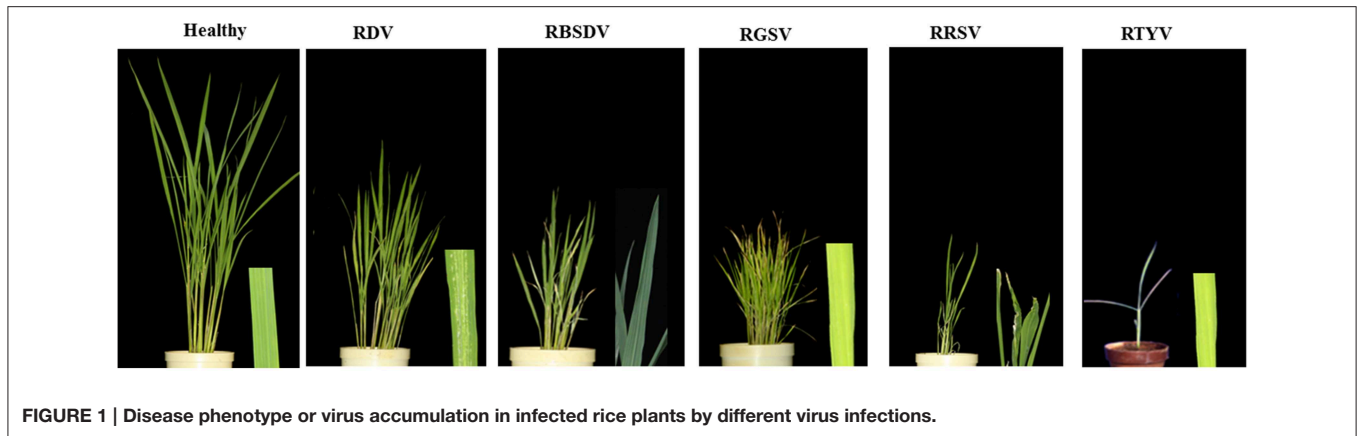 Healthy RDV RBSDV RGSV RRSV RTYV
FIGURE 1 | Disease phenotype or virus accumulation in infected rice plants by different virus infections.